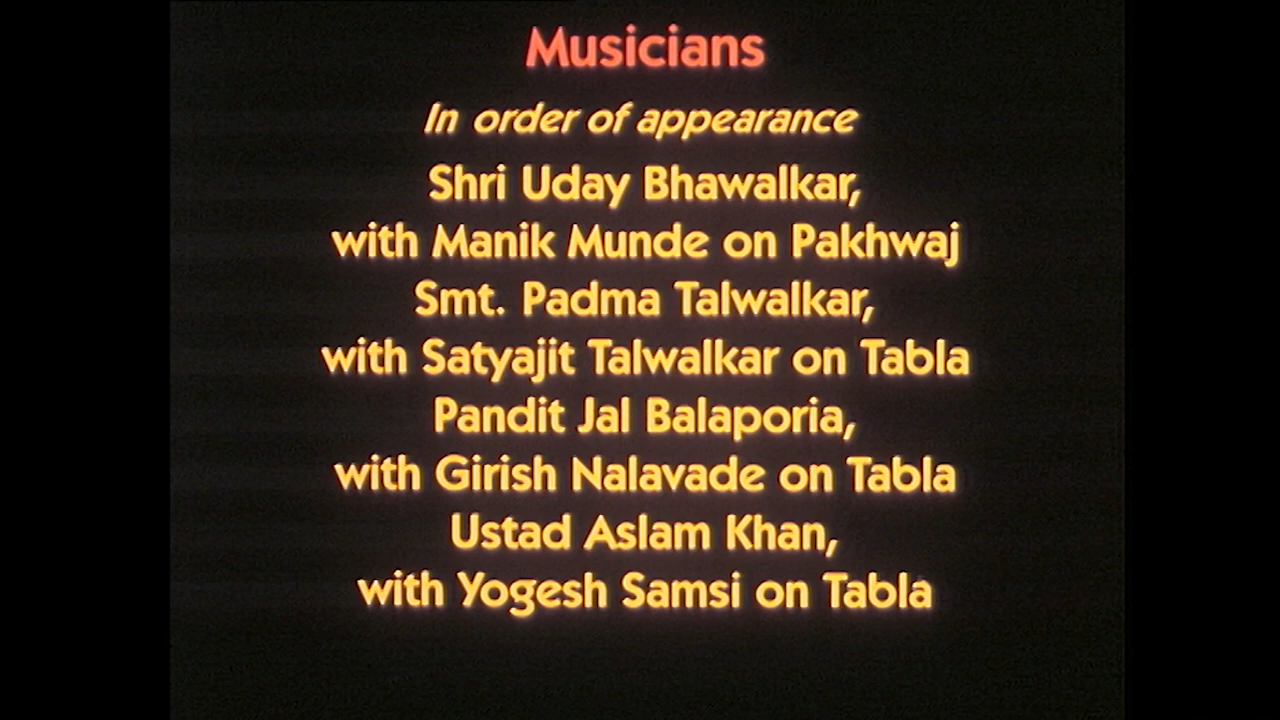 Musicians
In order of appearance
Shri Uday Bhawalkar,
with Manik Munde on Pakhwaj
Smt. Padma Talwalkar,
with Satyajit Talwalkar on Tabla
Pandit Jal Balaporia,
with Girish Nalavade on Tabla
Ustad Aslam Khan,
with Yogesh Samsi on Tabla